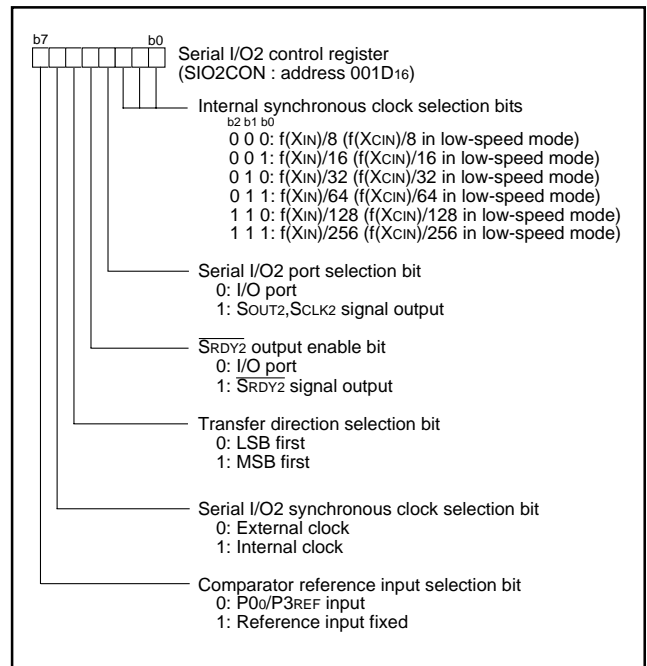 b7 b0
Serial I/O2 control register
(SIO2CON : address 001D16)
Internal synchronous clock selection bits
b2 b1 b0
0 0 0: f(XIN)/8 (f(XCIN)/8 in low-speed mode)
0 0 1: f(XIN)/16 (f(XCIN)/16 in low-speed mode)
0 1 0: f(XIN)/32 (f(XCIN)/32 in low-speed mode)
0 1 1: f(XIN)/64 (f(XCIN)/64 in low-speed mode)
1 1 0: f(XIN)/128 (f(XCIN)/128 in low-speed mode)
1 1 1: f(XIN)/256 (f(XCIN)/256 in low-speed mode)
Serial I/O2 port selection bit
0: I/O port
1: SOUT2,SCLK2 signal output
SRDY2 output enable bit
0: I/O port
1: SRDY2 signal output
Transfer direction selection bit
0: LSB first
1: MSB first
Serial I/O2 synchronous clock selection bit
0: External clock
1: Internal clock
Comparator reference input selection bit
0: P00/P3REF input
1: Reference input fixed